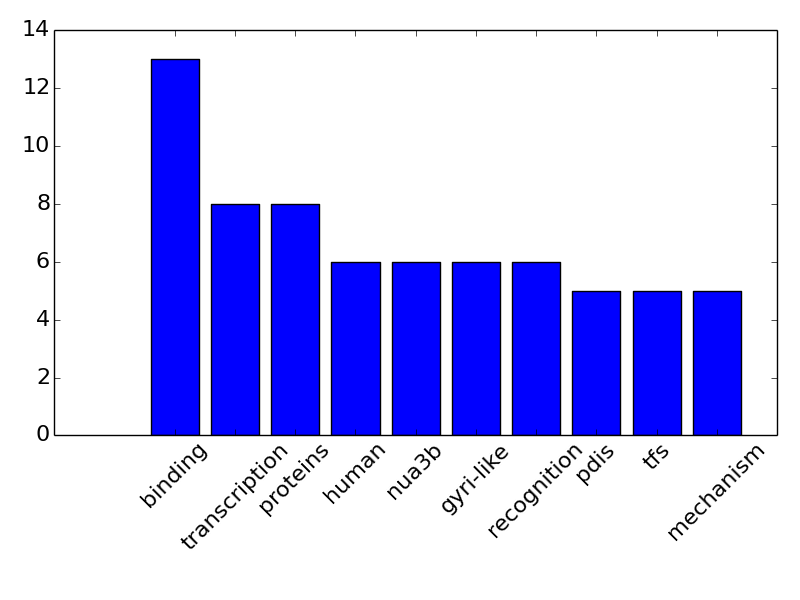 14
12
10
8
6
4
2
0
binding
transcription
proteins
human
nua3b
gyri-like
recognition
pdis
tfs
mechanism